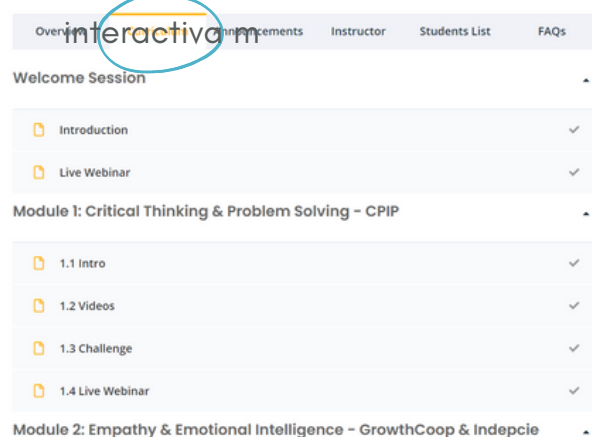 Overview Curriculum Announcements Instructor Students List FAQs
interactiva m
Welcome Session
Introduction
Live Webinar
Module 1: Critical Thinking & Problem Solving - CPIP
1.1 Intro
1.2 Videos
1.3 Challenge
1.4 Live Webinar
Module 2: Empathy & Emotional Intelligence - GrowthCoop & Indepcie